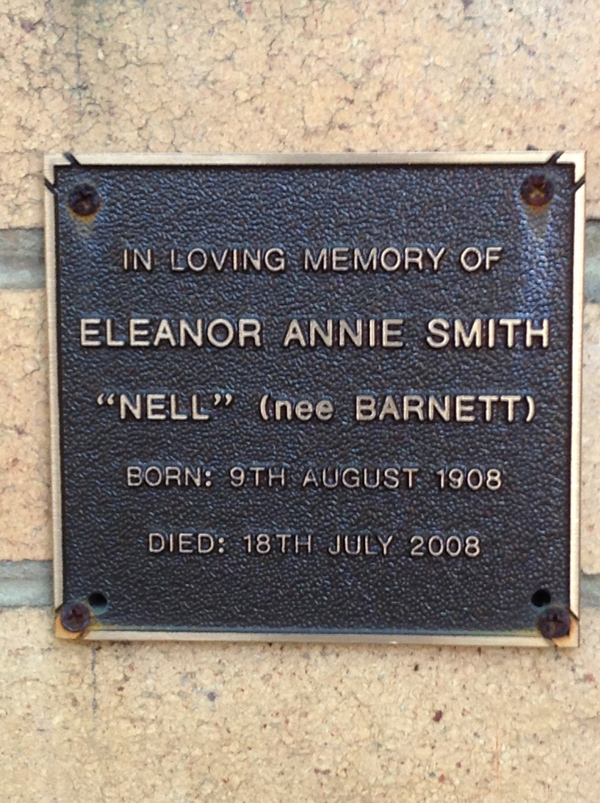 IN LOVING MEMORY OF
ELEANOR ANNIE SMITH
“NELL” (nee BARNETT)
BORN: 9TH AUGUST 1908
DIED: 18TH JULY 2008